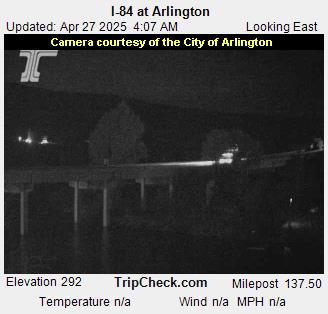 I-84 at Arlington
Updated: Apr 27 2025 4:07 AM Looking East
Camera courtesy of the City of Arlington
Elevation 292 TripCheck.com Milepost 137.50
Temperature n/a Wind n/a MPH n/a